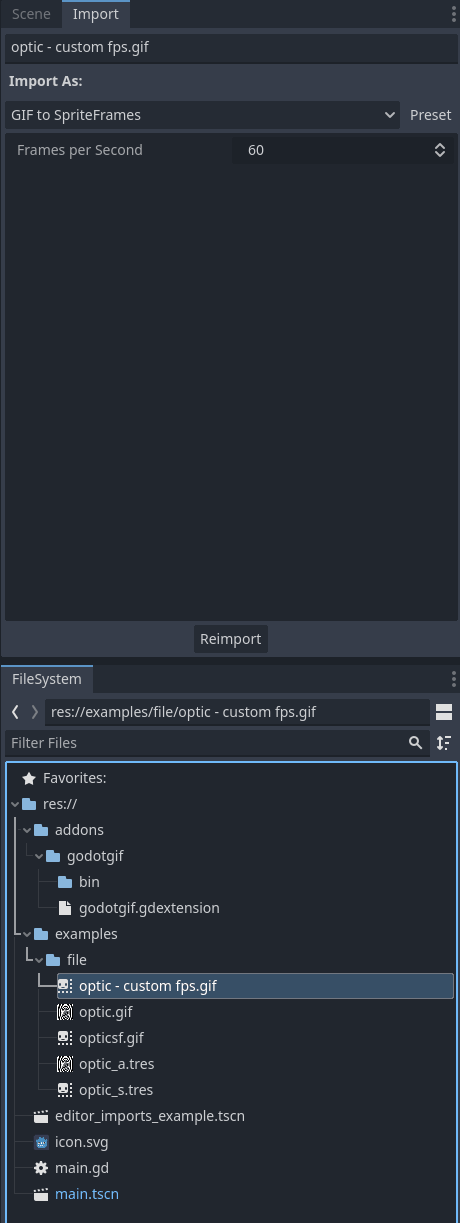 Scene Import
optic - custom fps.gif
Import As:
GIF to SpriteFrames Preset
Frames per Second 60
Reimport
FileSystem
res://examples/file/optic - custom fps.gif
Filter Files
Favorites:
res://
addons
godotgif
bin
godotgif.gdextension
examples
file
optic - custom fps.gif
optic.gif
opticsf.gif
optic_a.tres
optic_s.tres
editor_imports_example.tscn
icon.svg
main.gd
main.tscn